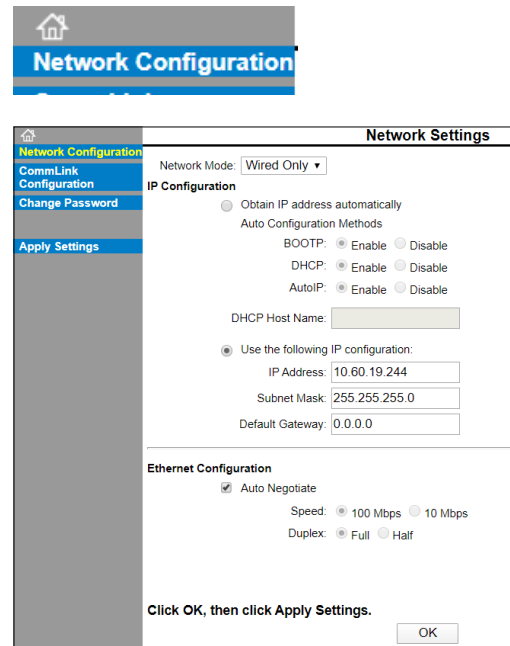 Network Configuration
Network Settings
Network Configuration
CommLink
Configuration
Change Password
Apply Settings
Network Mode: Wired Only
IP Configuration
Obtain IP address automatically
Auto Configuration Methods
BOOTP: Enable Disable
DHCP: Enable Disable
AutoIP: Enable Disable
DHCP Host Name:
Use the following IP configuration:
IP Address: 10.60.19.244
Subnet Mask: 255.255.255.0
Default Gateway: 0.0.0.0
Ethernet Configuration
Auto Negotiate
Speed: 100 Mbps 10 Mbps
Duplex: Full Half
Click OK, then click Apply Settings.
OK